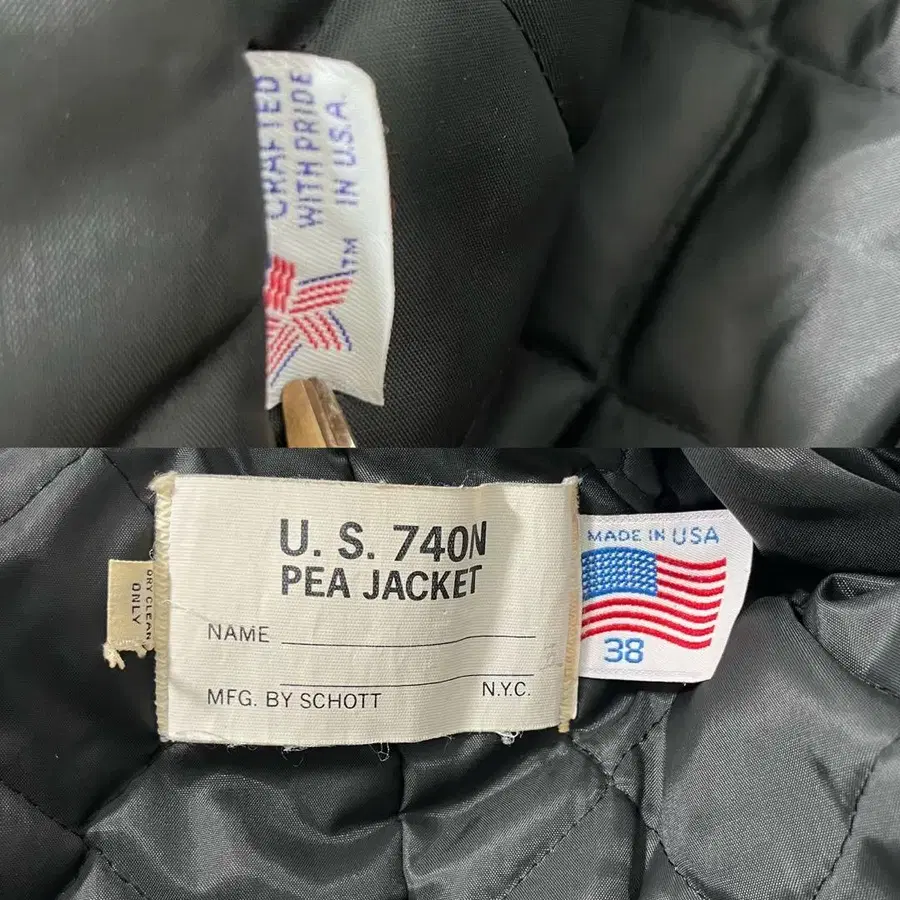 CRAFTED
WITH PRIDE
IN U.S.A.
TM
U. S. 740N
PEA JACKET
NAME
MFG. BY SCHOTT N.Y.C.
DRY CLEAN
ONLY
MADE IN USA
38